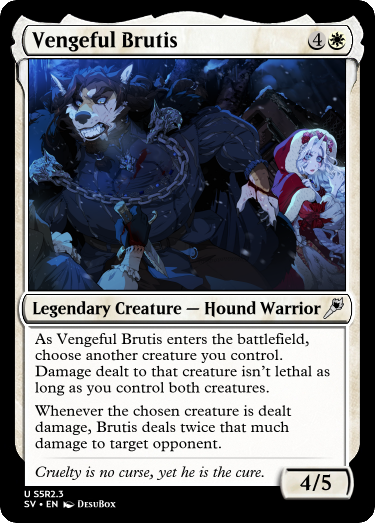 Vengeful Brutis 4
Legendary Creature — Hound Warrior
As Vengeful Brutis enters the battlefield,
choose another creature you control.
Damage dealt to that creature isn't lethal as
long as you control both creatures.
Whenever the chosen creature is dealt
damage, Brutis deals twice that much
damage to target opponent.
Cruelty is no curse, yet he is the cure.
4/5
U S5R2.3
SV • EN DesuBox